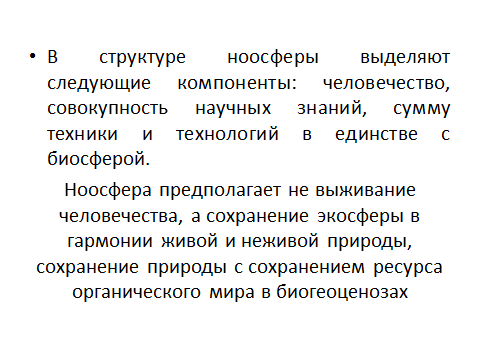 • В структуре ноосферы выделяют
следующие компоненты: человечество,
совокупность научных знаний, сумму
техники и технологий в единстве с
биосферой.
Ноосфера предполагает не выживание
человечества, а сохранение экосферы в
гармонии живой и неживой природы,
сохранение природы с сохранением ресурса
органического мира в биогеоценозах